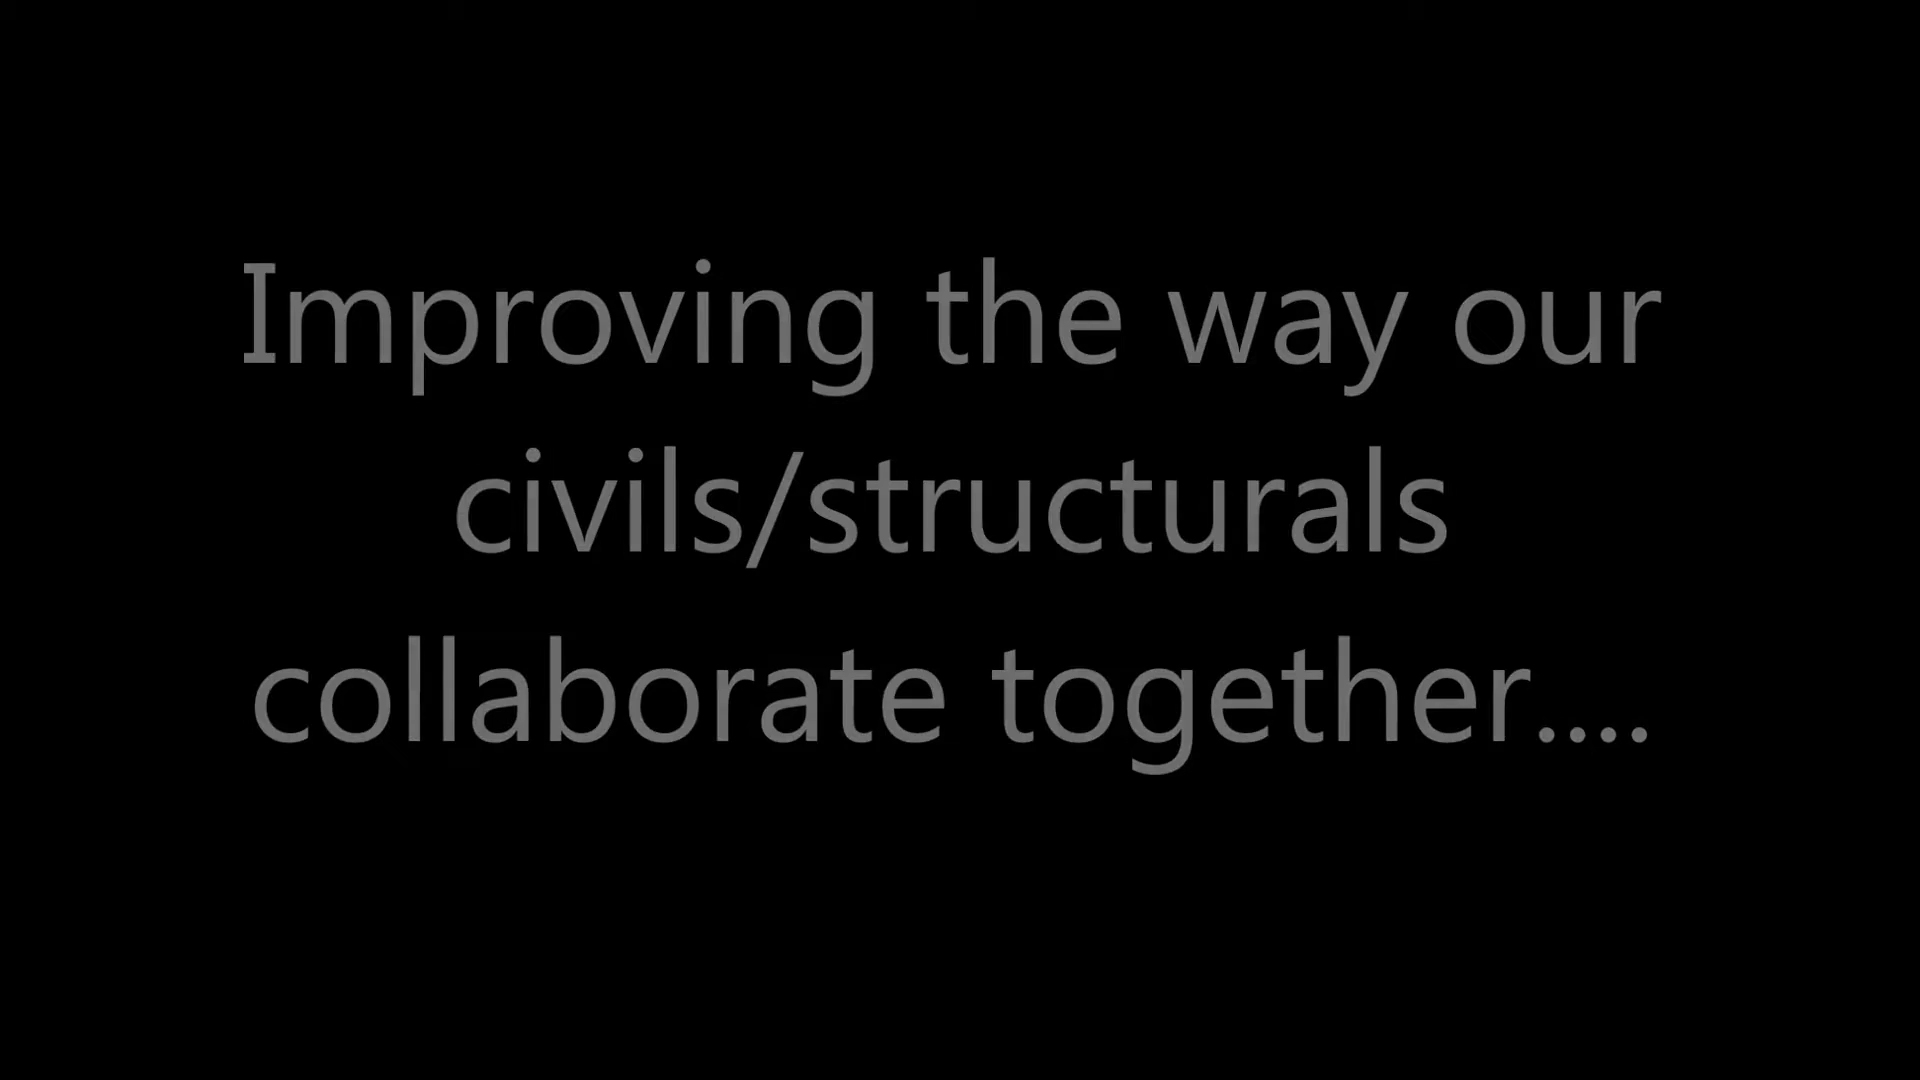 Improving the way our
civils/structurals
collaborate together....